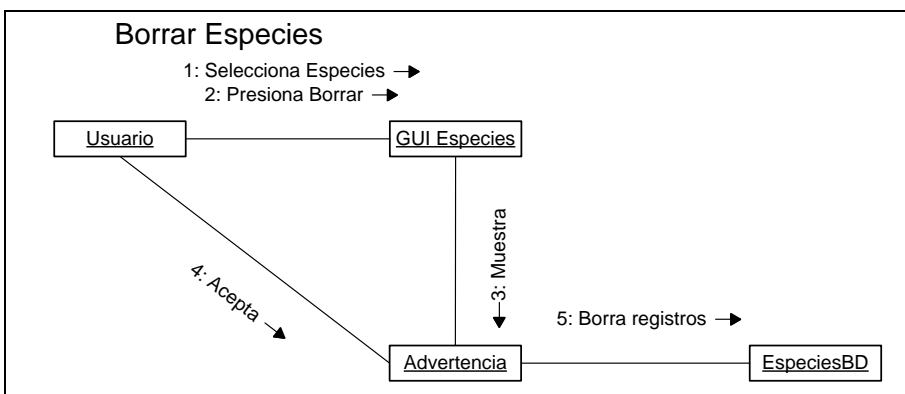 Borrar Especies
1: Selecciona Especies
2: Presiona Borrar
Usuario
GUI Especies
3: Muestra
4: Acepta
5: Borra registros
Advertencia
EspeciesBD